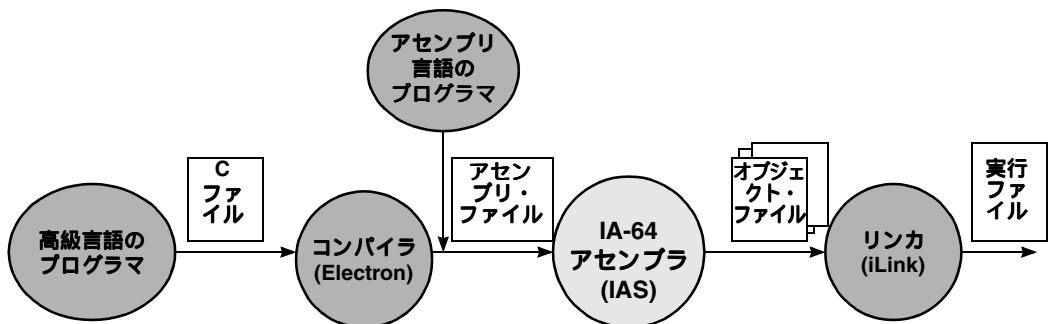 アセンブリ
言語の
プログラマ
C
ファ
イル
アセン
ブリ・
ファイル
オブジェ
クト・
ファイル
実行
ファ
イル
高級言語の
プログラマ
コンパイラ
(Electron)
IA-64
アセンブラ
(IAS)
リンカ
(iLink)